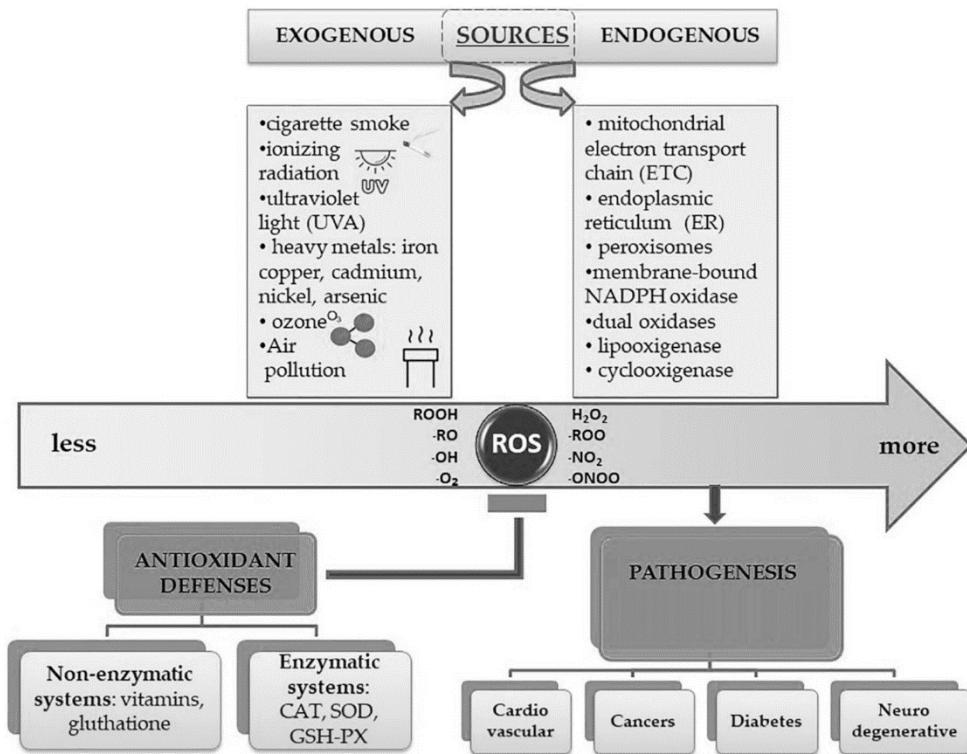 EXOGENOUS SOURCES ENDOGENOUS
•cigarette smoke
•ionizing
radiation
UV
•ultraviolet
light (UVA)
• heavy metals: iron
copper, cadmium,
nickel, arsenic
• ozone O₃
•Air
pollution
• mitochondrial
electron transport
chain (ETC)
• endoplasmic
reticulum (ER)
• peroxisomes
•membrane-bound
NADPH oxidase
•dual oxidases
• lipooxigenase
• cyclooxigenase
less
ROOH
·RO
·OH
·O₂
ROS
H₂O₂
·ROO
·NO₂
·ONOO
more
ANTIOXIDANT
DEFENSES
Non-enzymatic
systems: vitamins,
gluthatione
Enzymatic
systems:
CAT, SOD,
GSH-PX
PATHOGENESIS
Cardio
vascular
Cancers
Diabetes
Neuro
degenerative